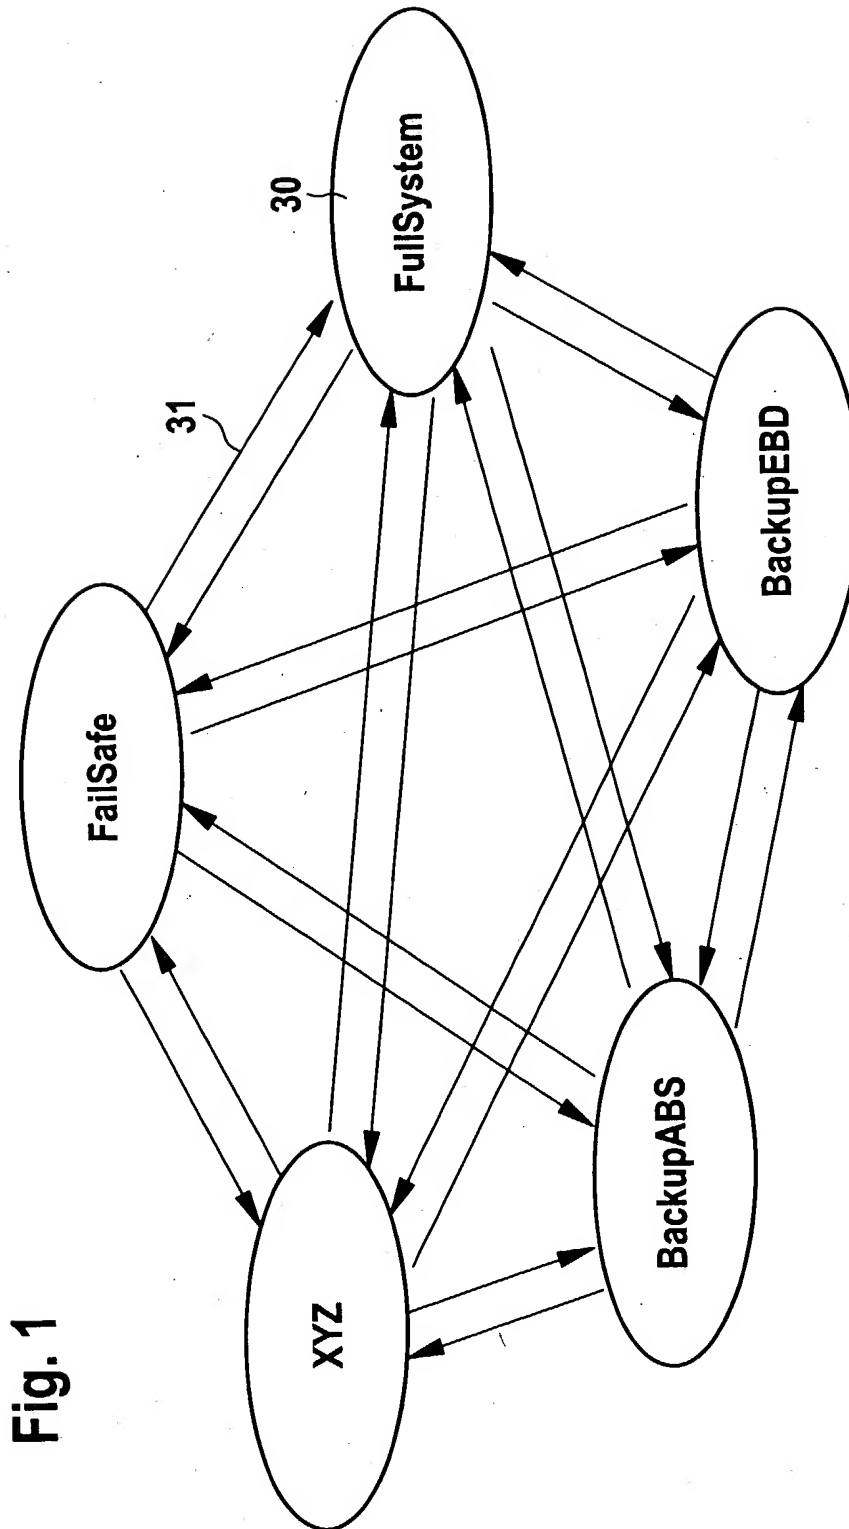 Fig. 1
FailSafe
31
30
XYZ
FullSystem
BackupABS
BackupEBD